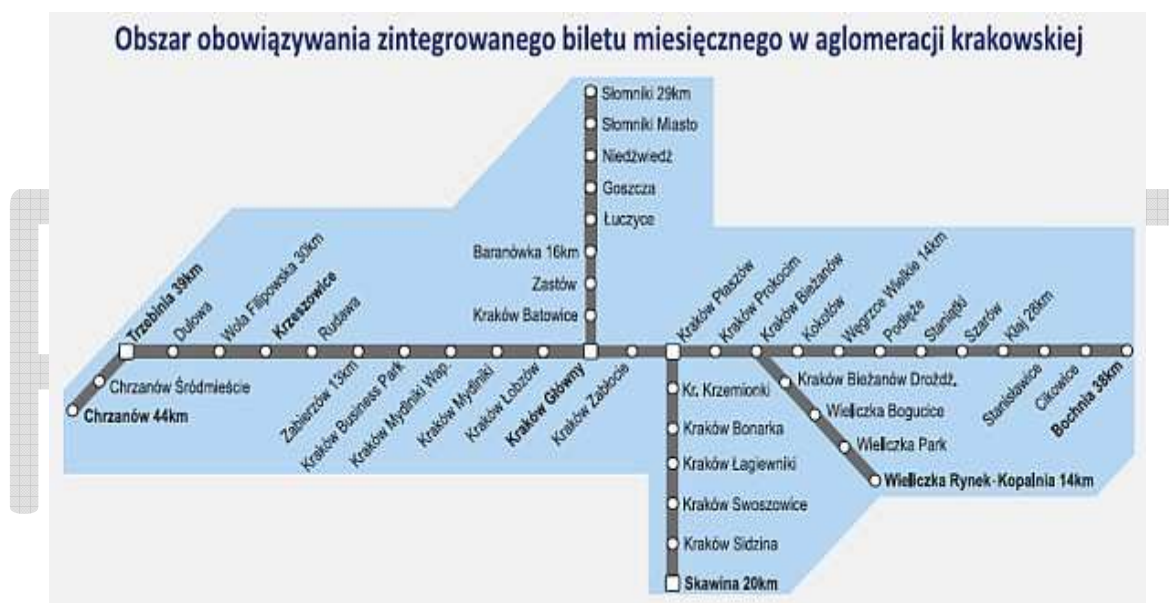 Obszar obowiązywania zintegrowanego biletu miesięcznego w aglomeracji krakowskiej
Słomniki 29km
Słomniki Miasto
Niedźwiedź
Goszcza
Łuczyce
Baranówka 16km
Zastów
Kraków Batowice
Trzebinia 39km
Dulowa
Wola Filipowska 30km
Krzeszowice
Rudawa
Kraków Płaszów
Kraków Prokocim
Kraków Bieżanów
Kokotów
Węgrzce Wielkie 14km
Podłęże
Staniątki
Szarów
Kłaj 26km
Chrzanów Śródmieście
Chrzanów 44km
Zabierzów 13km
Kraków Business Park
Kraków Mydlniki Wap.
Kraków Mydlniki
Kraków Łobzów
Kraków Główny
Kraków Zabłocie
Kr. Krzemionki
Kraków Bonarka
Kraków Łagiewniki
Kraków Swoszowice
Kraków Sidzina
Skawina 20km
Kraków Bieżanów Drożdż.
Wieliczka Bogucice
Wieliczka Park
Wieliczka Rynek-Kopalnia 14km
Stanisławice
Cikowice
Bochnia 38km